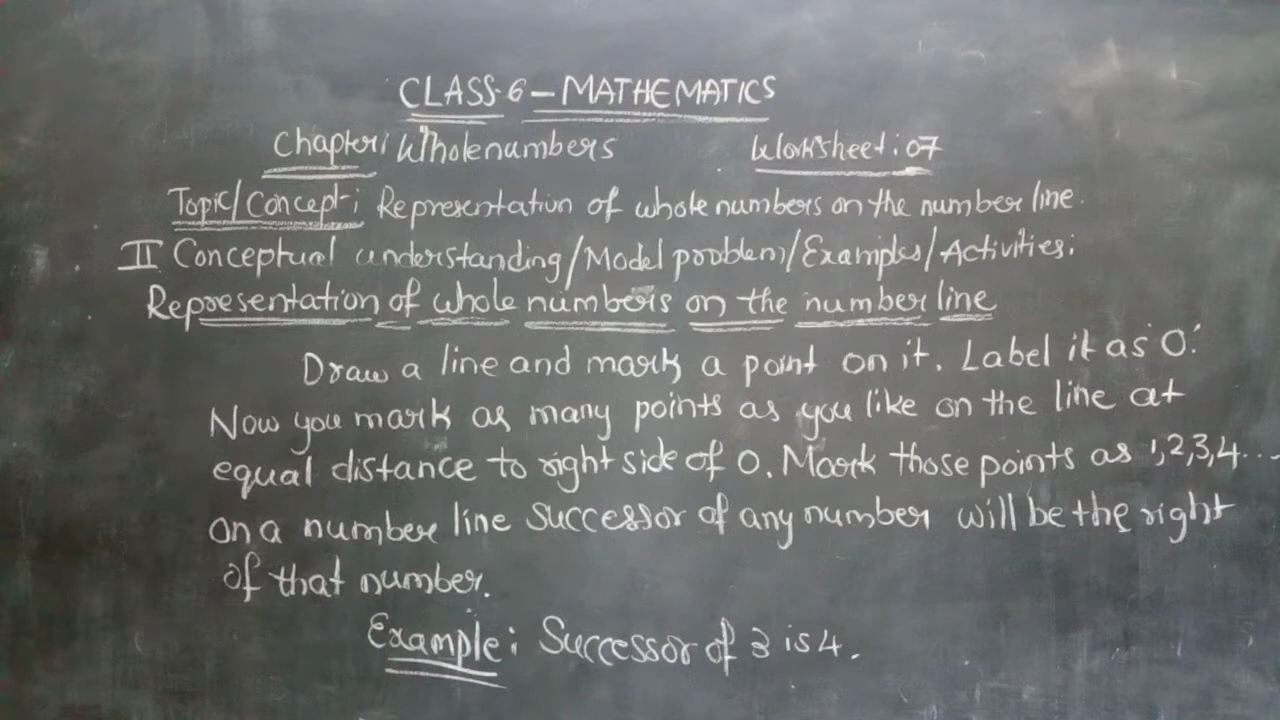 CLASS-6 - MATHEMATICS
Chapter: Whole numbers Worksheet: 07
Topic/Concept: Representation of whole numbers on the number line.
II Conceptual understanding/Model problem/Examples/Activities:
Representation of whole numbers on the number line
Draw a line and mark a point on it. Label it as '0'.
Now you mark as many points as you like on the line at
equal distance to right side of 0. Mark those points as 1,2,3,4....
on a number line successor of any number will be the right
of that number.
Example: Successor of 3 is 4.